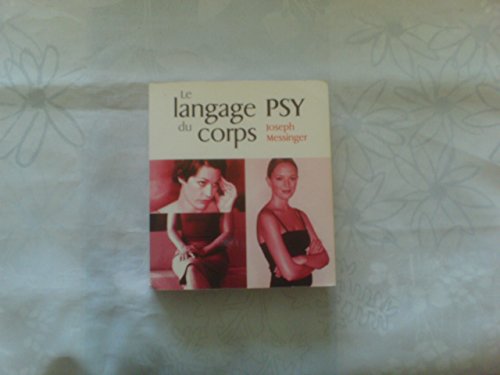 Le
langage PSY
du corps Joseph
Messinger